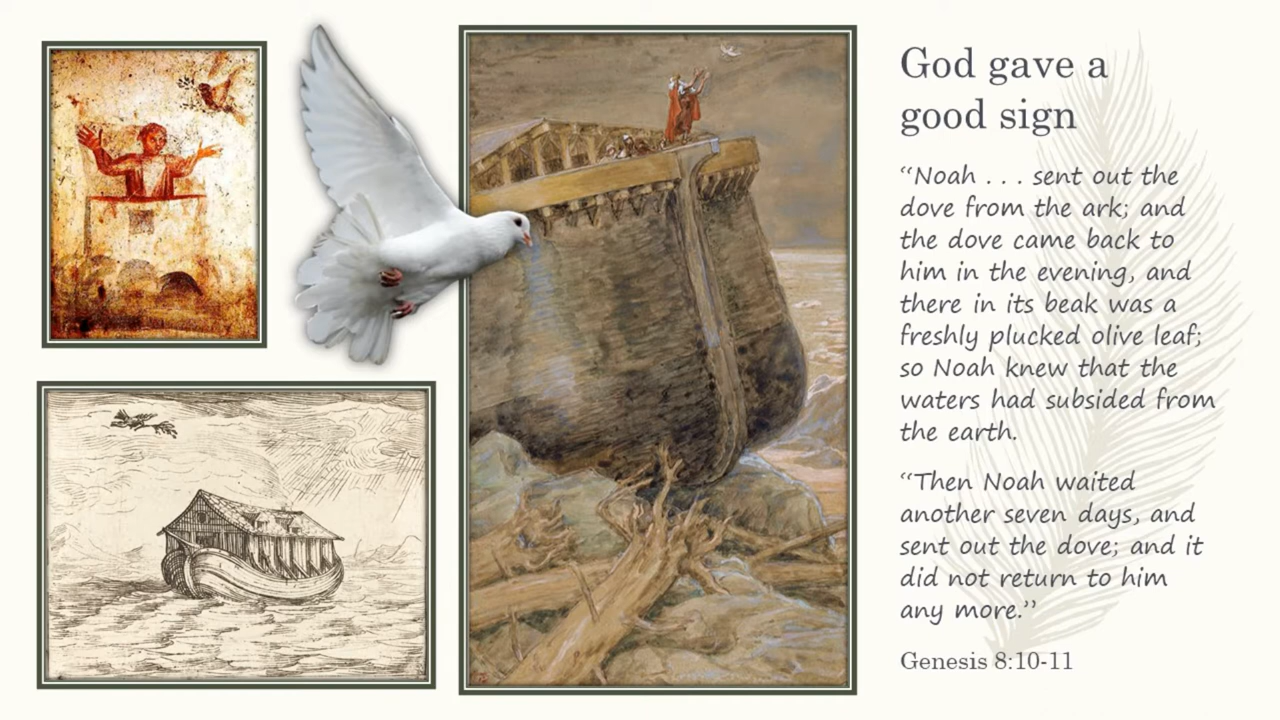 God gave a
good sign
“Noah . . . sent out the
dove from the ark; and
the dove came back to
him in the evening, and
there in its beak was a
freshly plucked olive leaf;
so Noah knew that the
waters had subsided from
the earth.
“Then Noah waited
another seven days, and
sent out the dove; and it
did not return to him
any more.”
Genesis 8:10-11